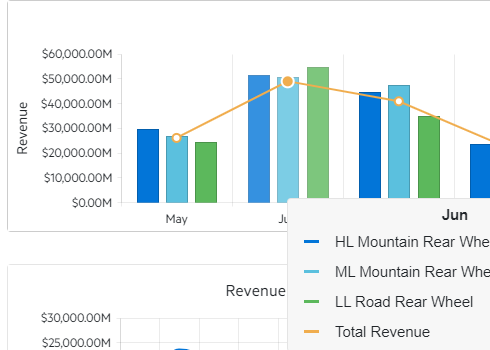 $60,000.00M
$50,000.00M
$40,000.00M
$30,000.00M
$20,000.00M
$10,000.00M
$0.00M
Revenue
May
Jun
HL Mountain Rear Whe
ML Mountain Rear Whe
LL Road Rear Wheel
Total Revenue
Revenue
$30,000.00M
$25,000.00M